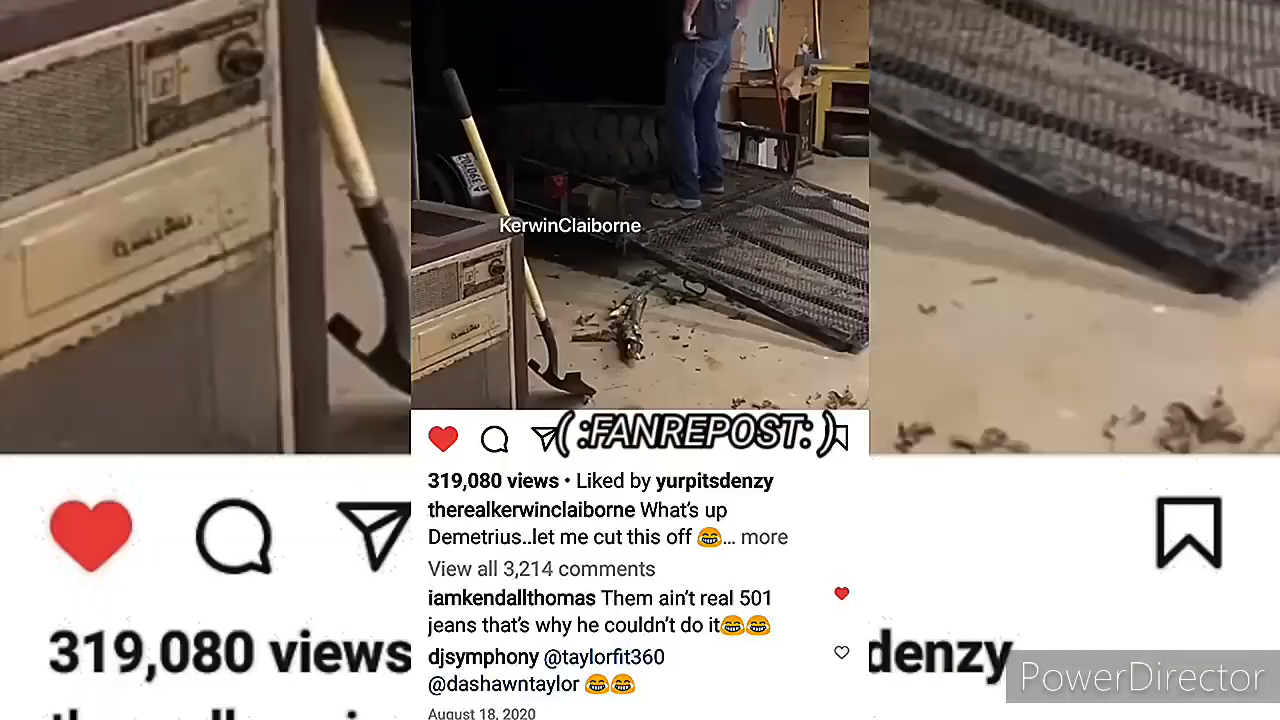 KerwinClaiborne
( :FANREPOST: )
319,080 views • Liked by yurpitsdenzy
therealkerwinclaiborne What's up
Demetrius..let me cut this off 😂... more
View all 3,214 comments
iamkendallthomas Them ain't real 501
jeans that's why he couldn't do it😂😂
djsymphony @taylorfit360
@dashawntaylor 😂😂
August 18, 2020
319,080 views
denzy
PowerDirector